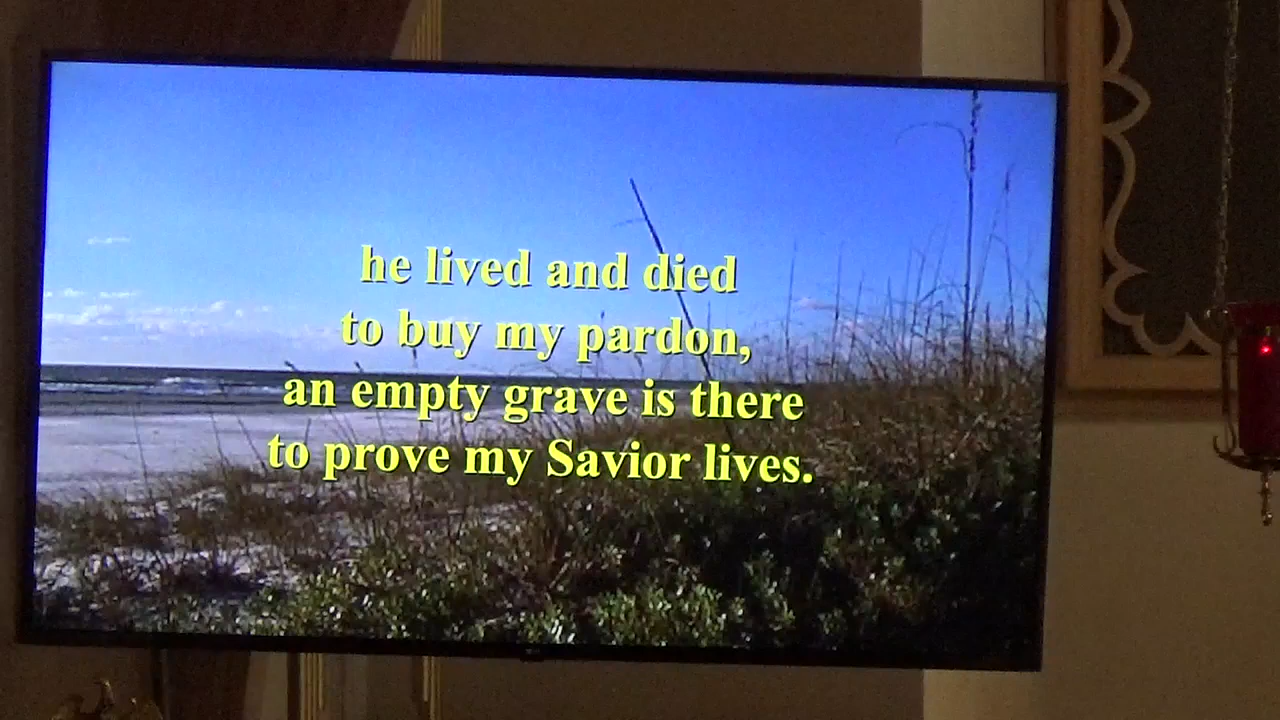 he lived and died
to buy my pardon,
an empty grave is there
to prove my Savior lives.